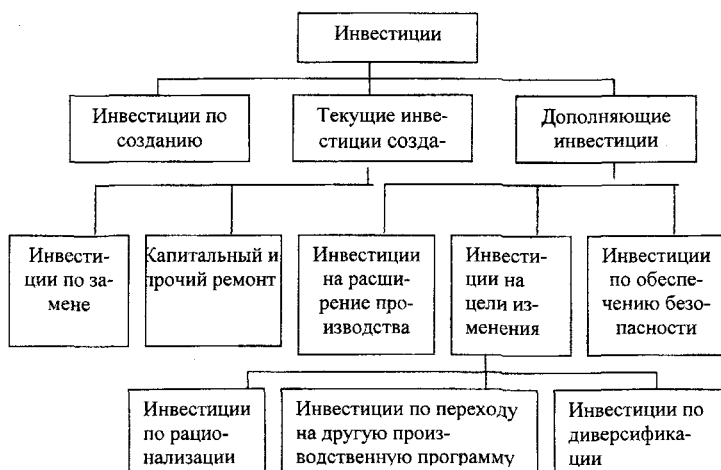 Инвестиции
Инвестиции по
созданию
Текущие инве-
стиции созда-
Дополняющие
инвестиции
Инвести-
ции по за-
мене
Капитальный и
прочий ремонт
Инвестиции
на расши-
рение про-
изводства
Инвести-
ции на
цели из-
менения
Инвестиции
по обеспе-
чению безо-
пасности
Инвестиции
по рацио-
нализации
Инвестиции по переходу
на другую произ-
водственную программу
Инвестиции по
диверсифика-
ции